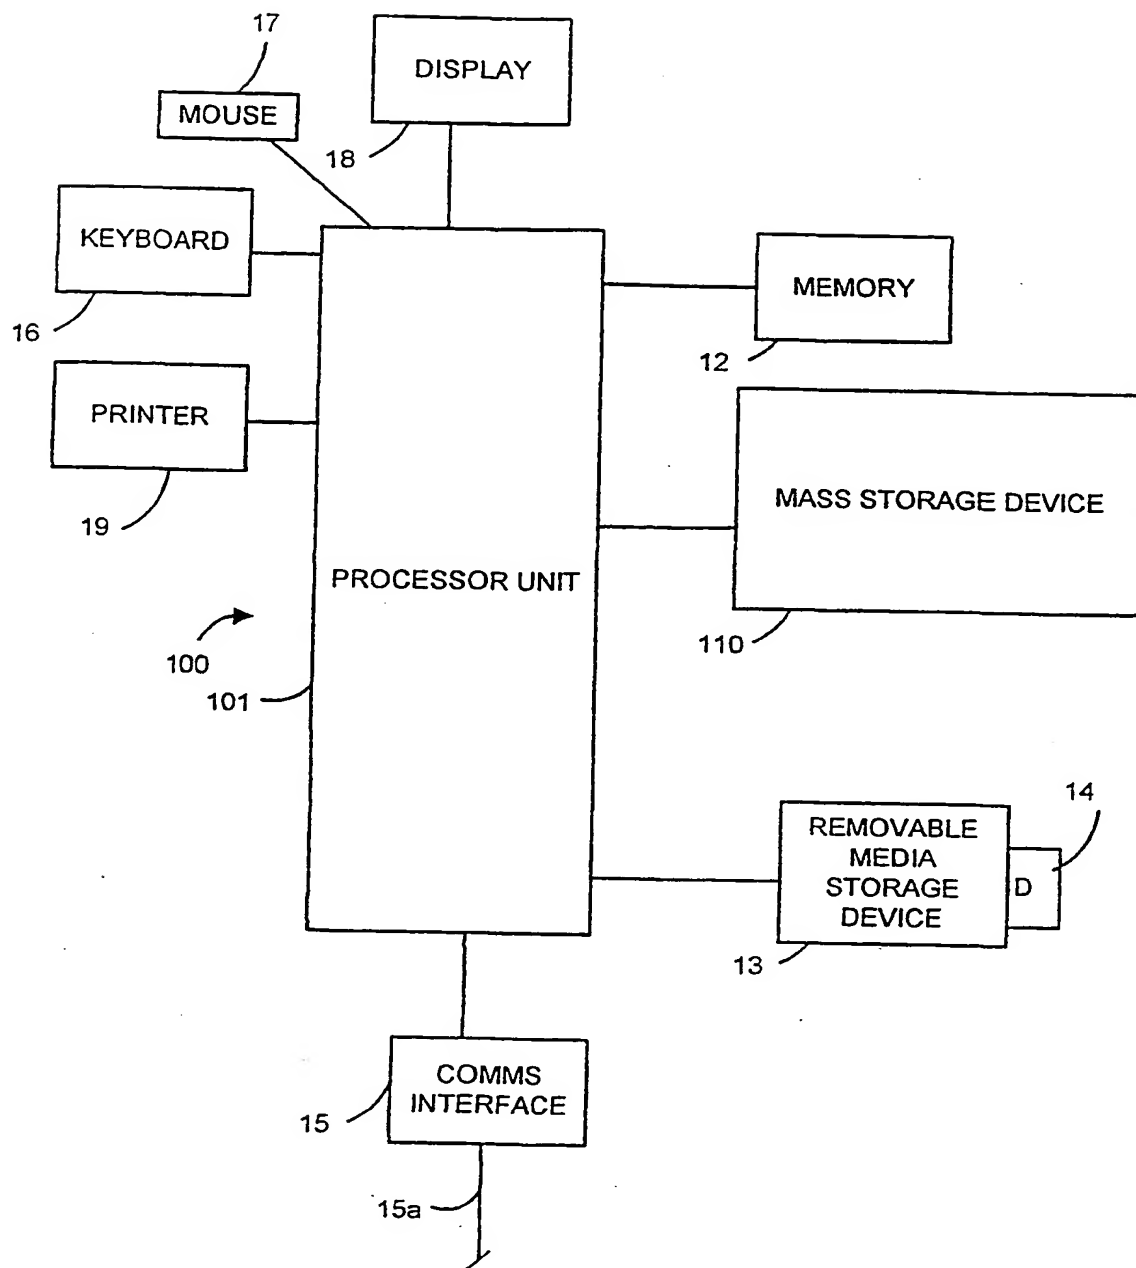 17
DISPLAY
MOUSE
18
KEYBOARD
16
MEMORY
12
PRINTER
19
MASS STORAGE DEVICE
110
PROCESSOR UNIT
100
101
14
REMOVABLE
MEDIA
STORAGE
DEVICE
D
13
COMMS
INTERFACE
15
15a